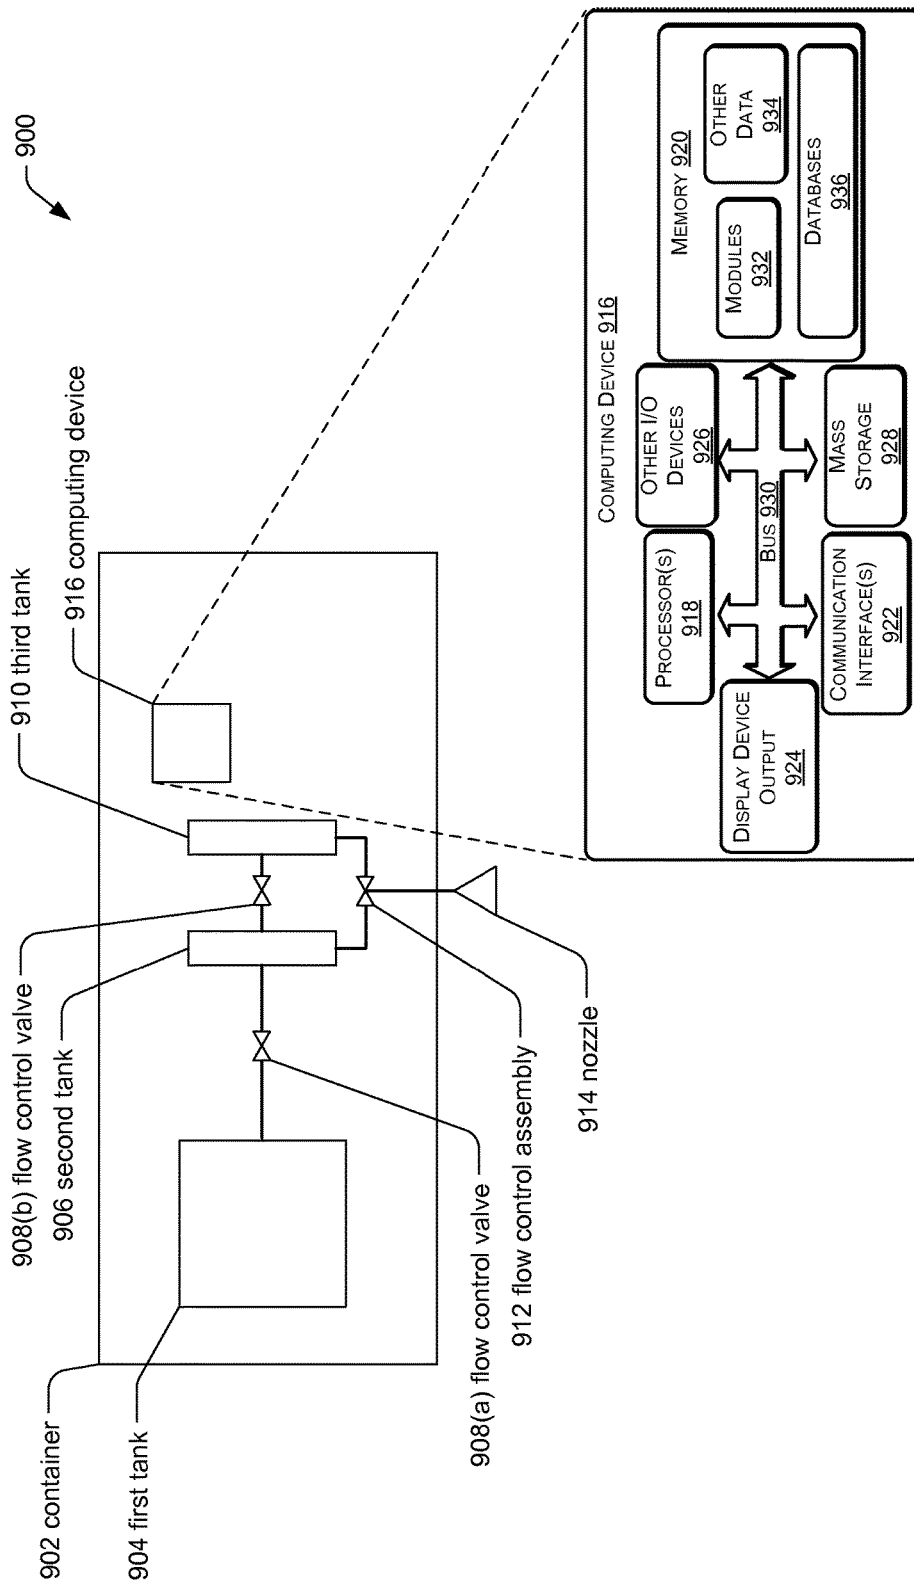 900
902 container
904 first tank
908(b) flow control valve
906 second tank
910 third tank
916 computing device
908(a) flow control valve
912 flow control assembly
914 nozzle
COMPUTING DEVICE 916
PROCESSOR(S)
918
OTHER I/O
DEVICES
926
MEMORY 920
MODULES
932
OTHER
DATA
934
DATABASES
936
DISPLAY DEVICE
OUTPUT
924
BUS 930
COMMUNICATION
INTERFACE(S)
922
MASS
STORAGE
928